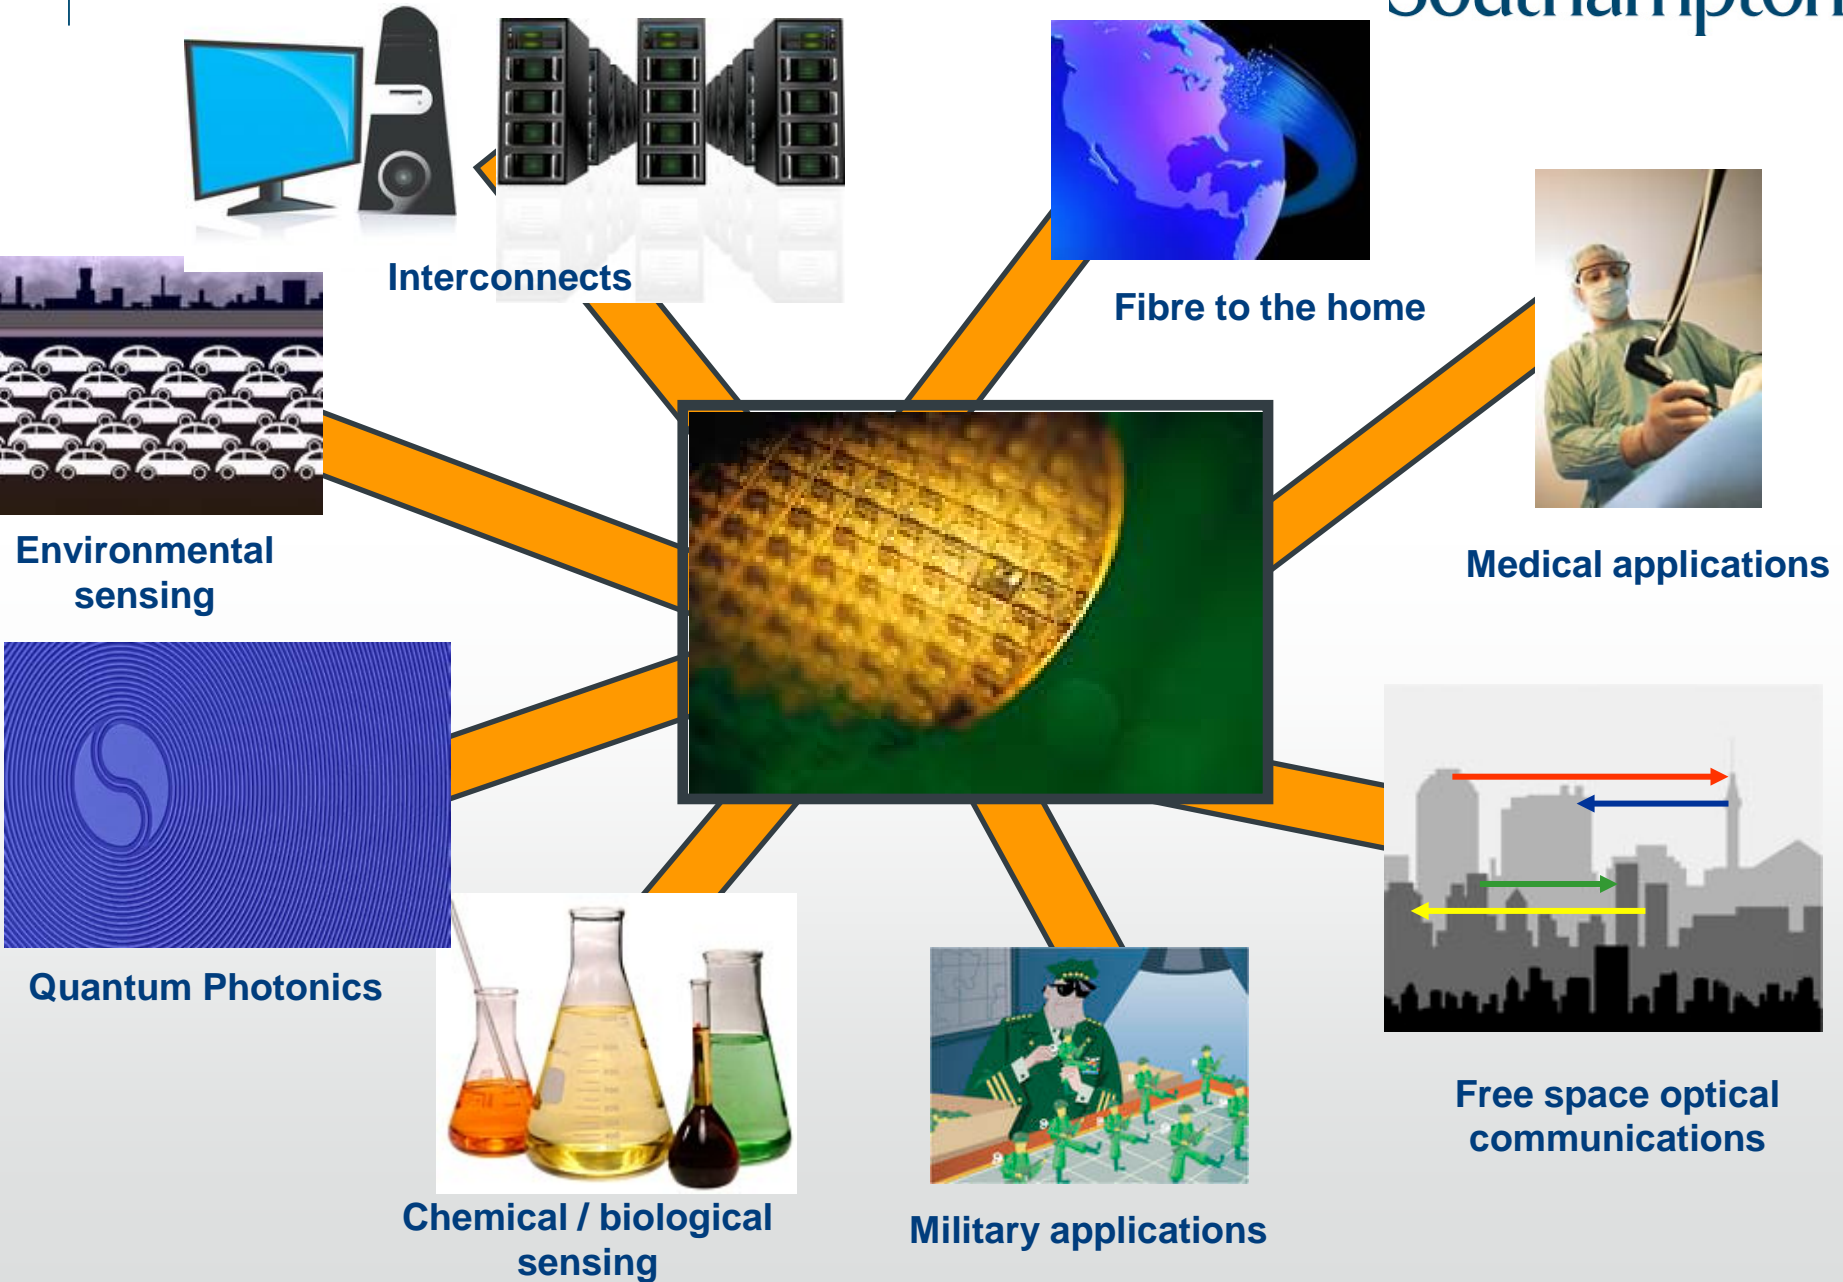 Southampton
Interconnects
Fibre to the home
Medical applications
Environmental
sensing
Quantum Photonics
Free space optical
communications
Chemical / biological
sensing
Military applications